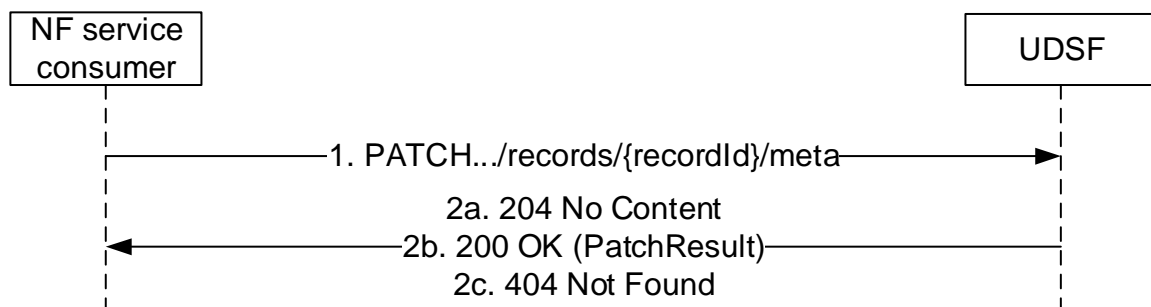 NF service
consumer
UDSF
1. PATCH.../records/{recordId}/meta
2a. 204 No Content
2b. 200 OK (PatchResult)
2c. 404 Not Found